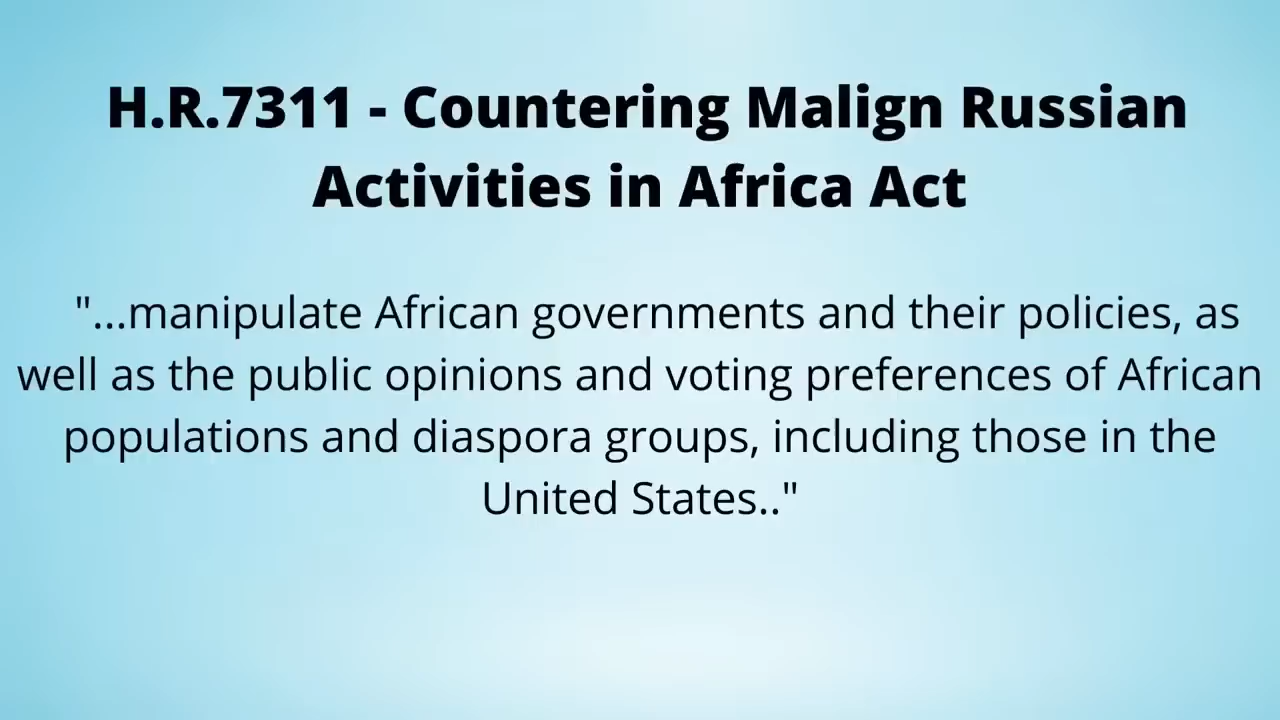 H.R.7311 - Countering Malign Russian
Activities in Africa Act
"...manipulate African governments and their policies, as
well as the public opinions and voting preferences of African
populations and diaspora groups, including those in the
United States.."